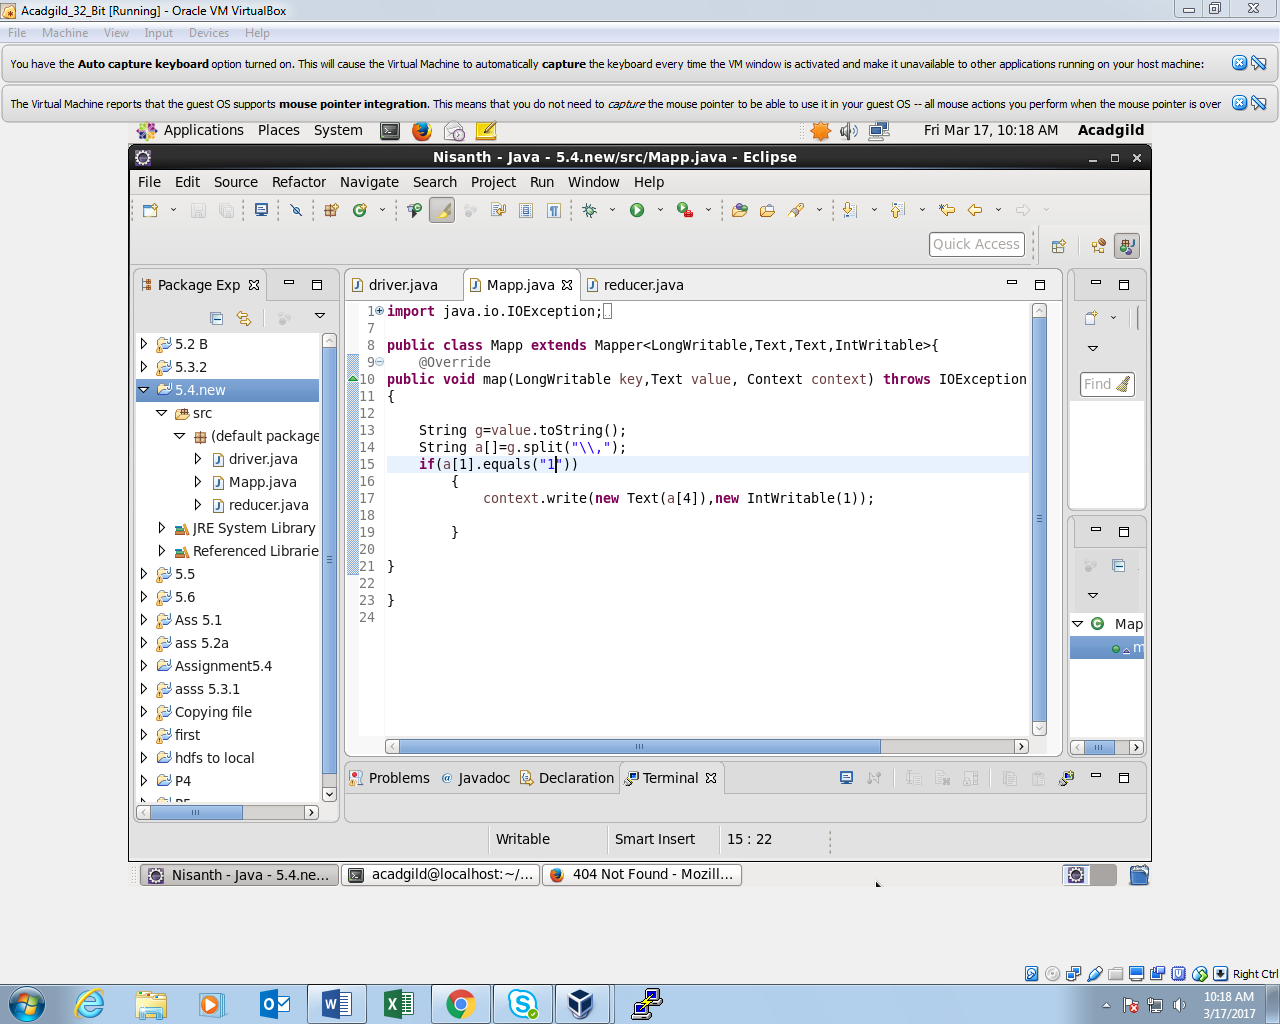 Acadgild_32_Bit [Running] - Oracle VM VirtualBox
File Machine View Input Devices Help
You have the Auto capture keyboard option turned on. This will cause the Virtual Machine to automatically capture the keyboard every time the VM window is activated and make it unavailable to other applications running on your host machine:
The Virtual Machine reports that the guest OS supports mouse pointer integration. This means that you do not need to capture the mouse pointer to be able to use it in your guest OS -- all mouse actions you perform when the mouse pointer is over
Applications Places System Fri Mar 17, 10:18 AM Acadgild
Nisanth - Java - 5.4.new/src/Mapp.java - Eclipse
File Edit Source Refactor Navigate Search Project Run Window Help
Quick Access
Package Exp
driver.java Mapp.java reducer.java
5.2 B
5.3.2
5.4.new
src
(default package
driver.java
Mapp.java
reducer.java
JRE System Library
Referenced Librarie
5.5
5.6
Ass 5.1
ass 5.2a
Assignment5.4
asss 5.3.1
Copying file
first
hdfs to local
P4
1 import java.io.IOException;
7
8 public class Mapp extends Mapper<LongWritable,Text,Text,IntWritable>{
9 @Override
10 public void map(LongWritable key,Text value, Context context) throws IOException
11 {
12
13 String g=value.toString();
14 String a[]=g.split("\\,");
15 if(a[1].equals("1"))
16 {
17 context.write(new Text(a[4]),new IntWritable(1));
18
19 }
20
21 }
22
23 }
24
Find
Map
m
Problems Javadoc Declaration Terminal
Writable Smart Insert 15 : 22
Nisanth - Java - 5.4.ne... acadgild@localhost:~/... 404 Not Found - Mozill...
Right Ctrl
10:18 AM
3/17/2017